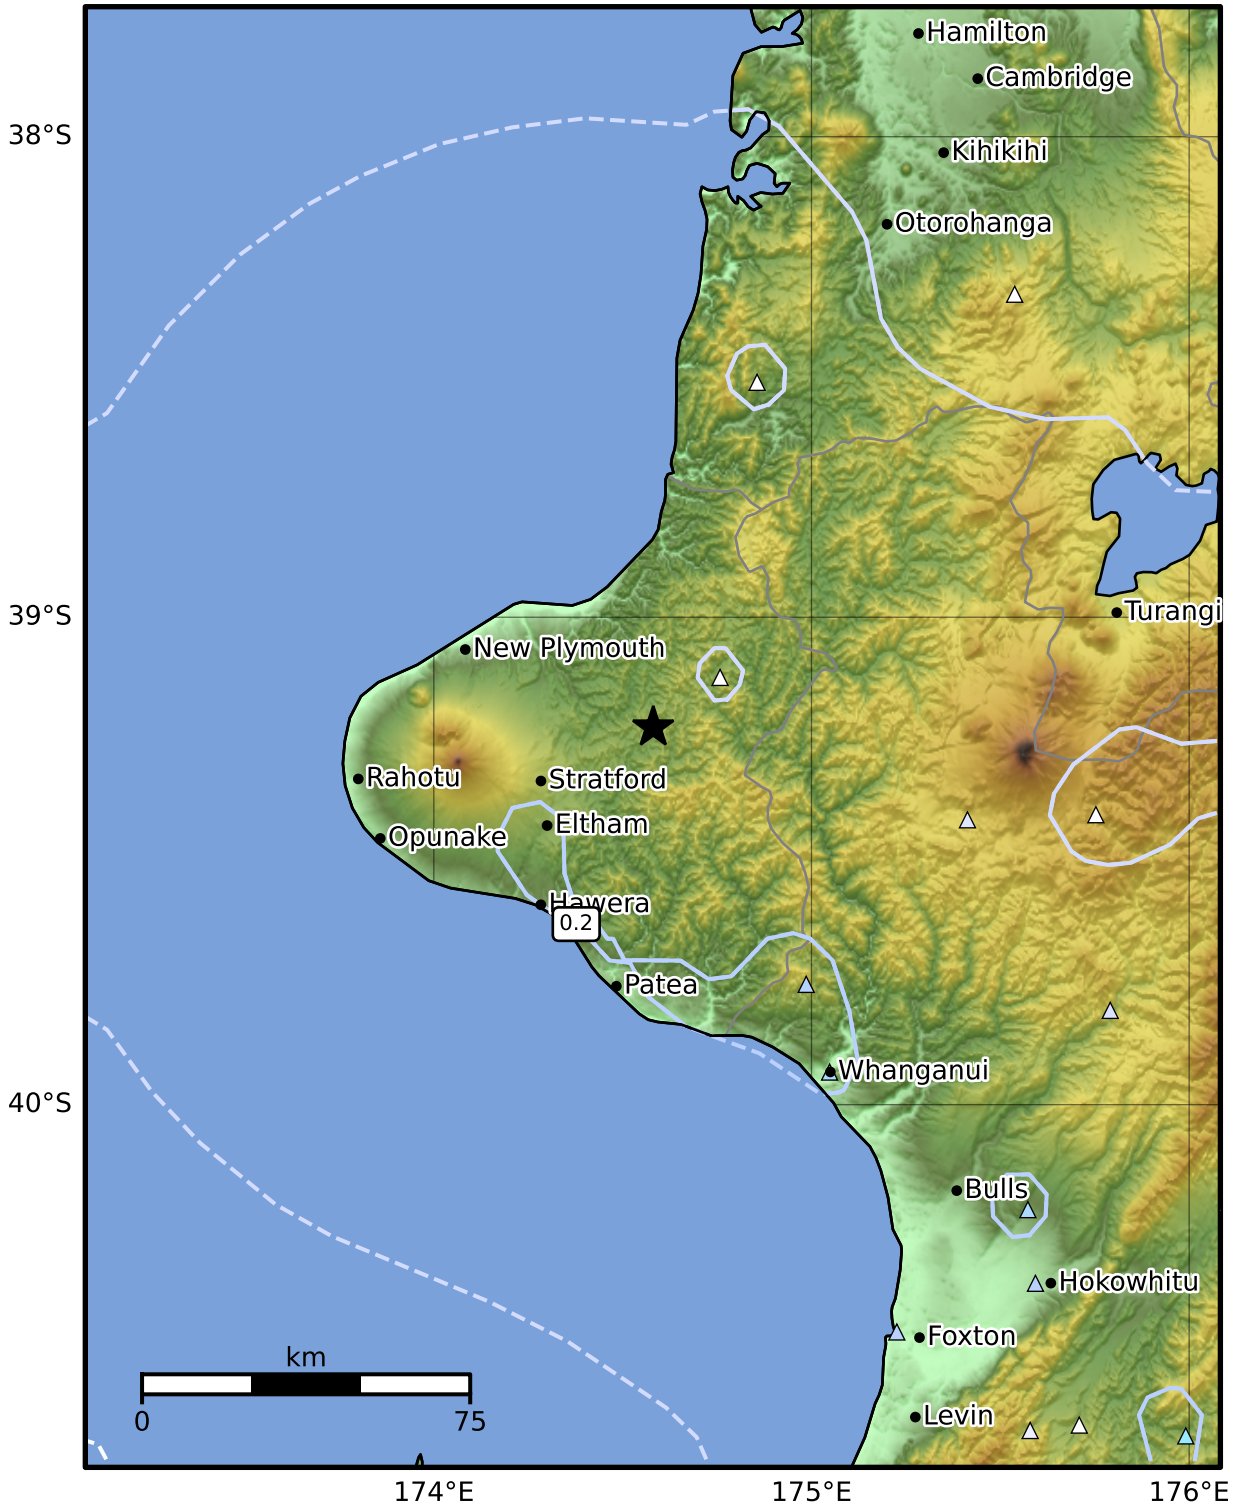 Hamilton
Cambridge
38°S
Kihikihi
Otorohanga
39°S
Turangi
New Plymouth
Rahotu
Stratford
Opunake
Eltham
Hawera
0.2
Patea
Whanganui
40°S
Bulls
Hokowhitu
Foxton
km
0
75
Levin
174°E
175°E
176°E